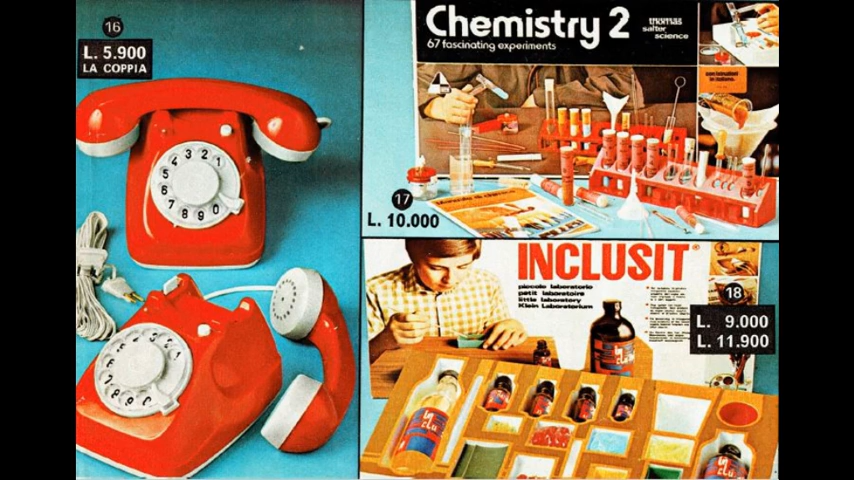 16
L. 5.900
LA COPPIA
Chemistry 2
67 fascinating experiments
thomas
salter
science
17
L. 10.000
INCLUSIT®
piccolo laboratorio
petit laboratoire
little laboratory
Klein Laboratorium
18
L. 9.000
L. 11.900